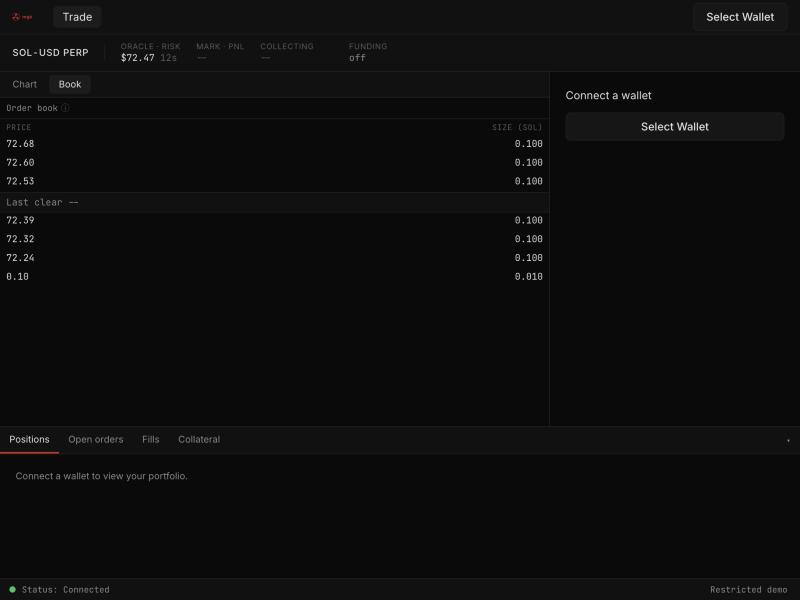 Trade
Select Wallet
SOL-USD PERP
ORACLE · RISK MARK · PNL COLLECTING FUNDING
$72.47 12s -- -- off
Chart Book
Connect a wallet
Order book
Select Wallet
PRICE SIZE (SOL)
72.68 0.100
72.60 0.100
72.53 0.100
Last clear --
72.39 0.100
72.32 0.100
72.24 0.100
0.10 0.010
Positions Open orders Fills Collateral
Connect a wallet to view your portfolio.
Status: Connected
Restricted demo